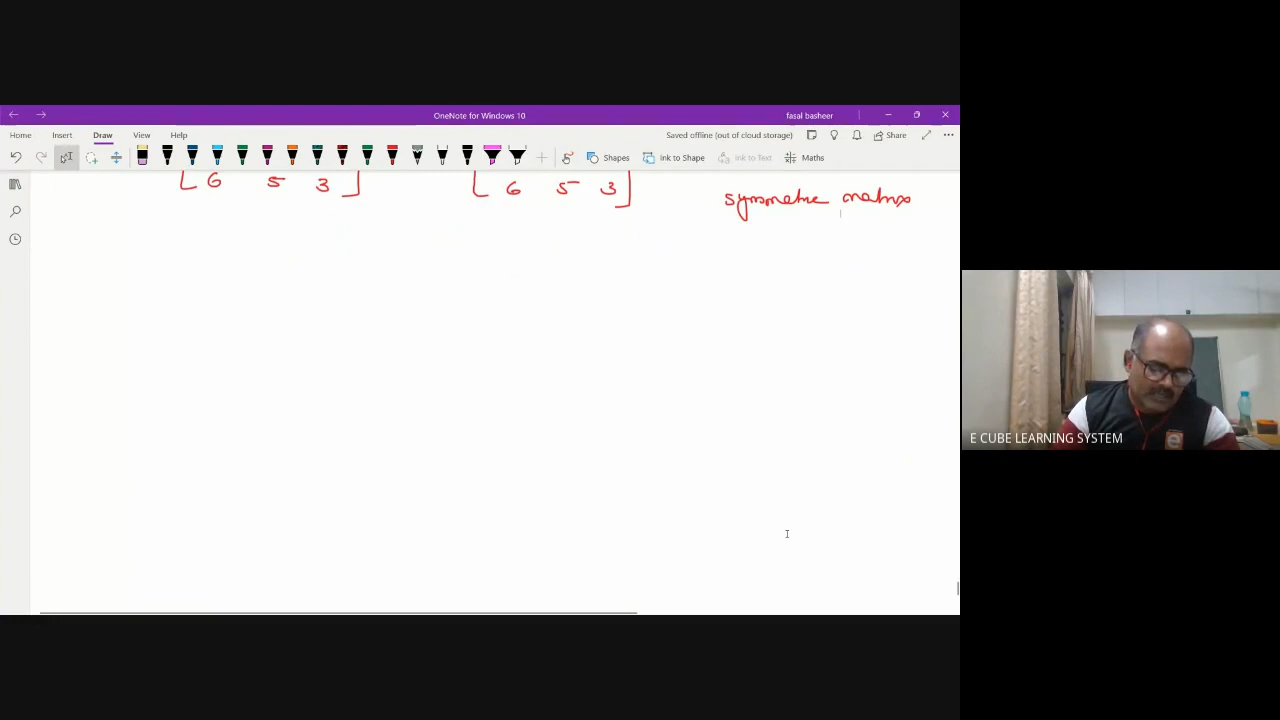 OneNote for Windows 10
fasal basheer
Home Insert Draw View Help
Saved offline (out of cloud storage)
Share
Shapes
Ink to Shape
Ink to Text
Maths
6 5 3
6 5 3
symmetric matrix
E CUBE LEARNING SYSTEM